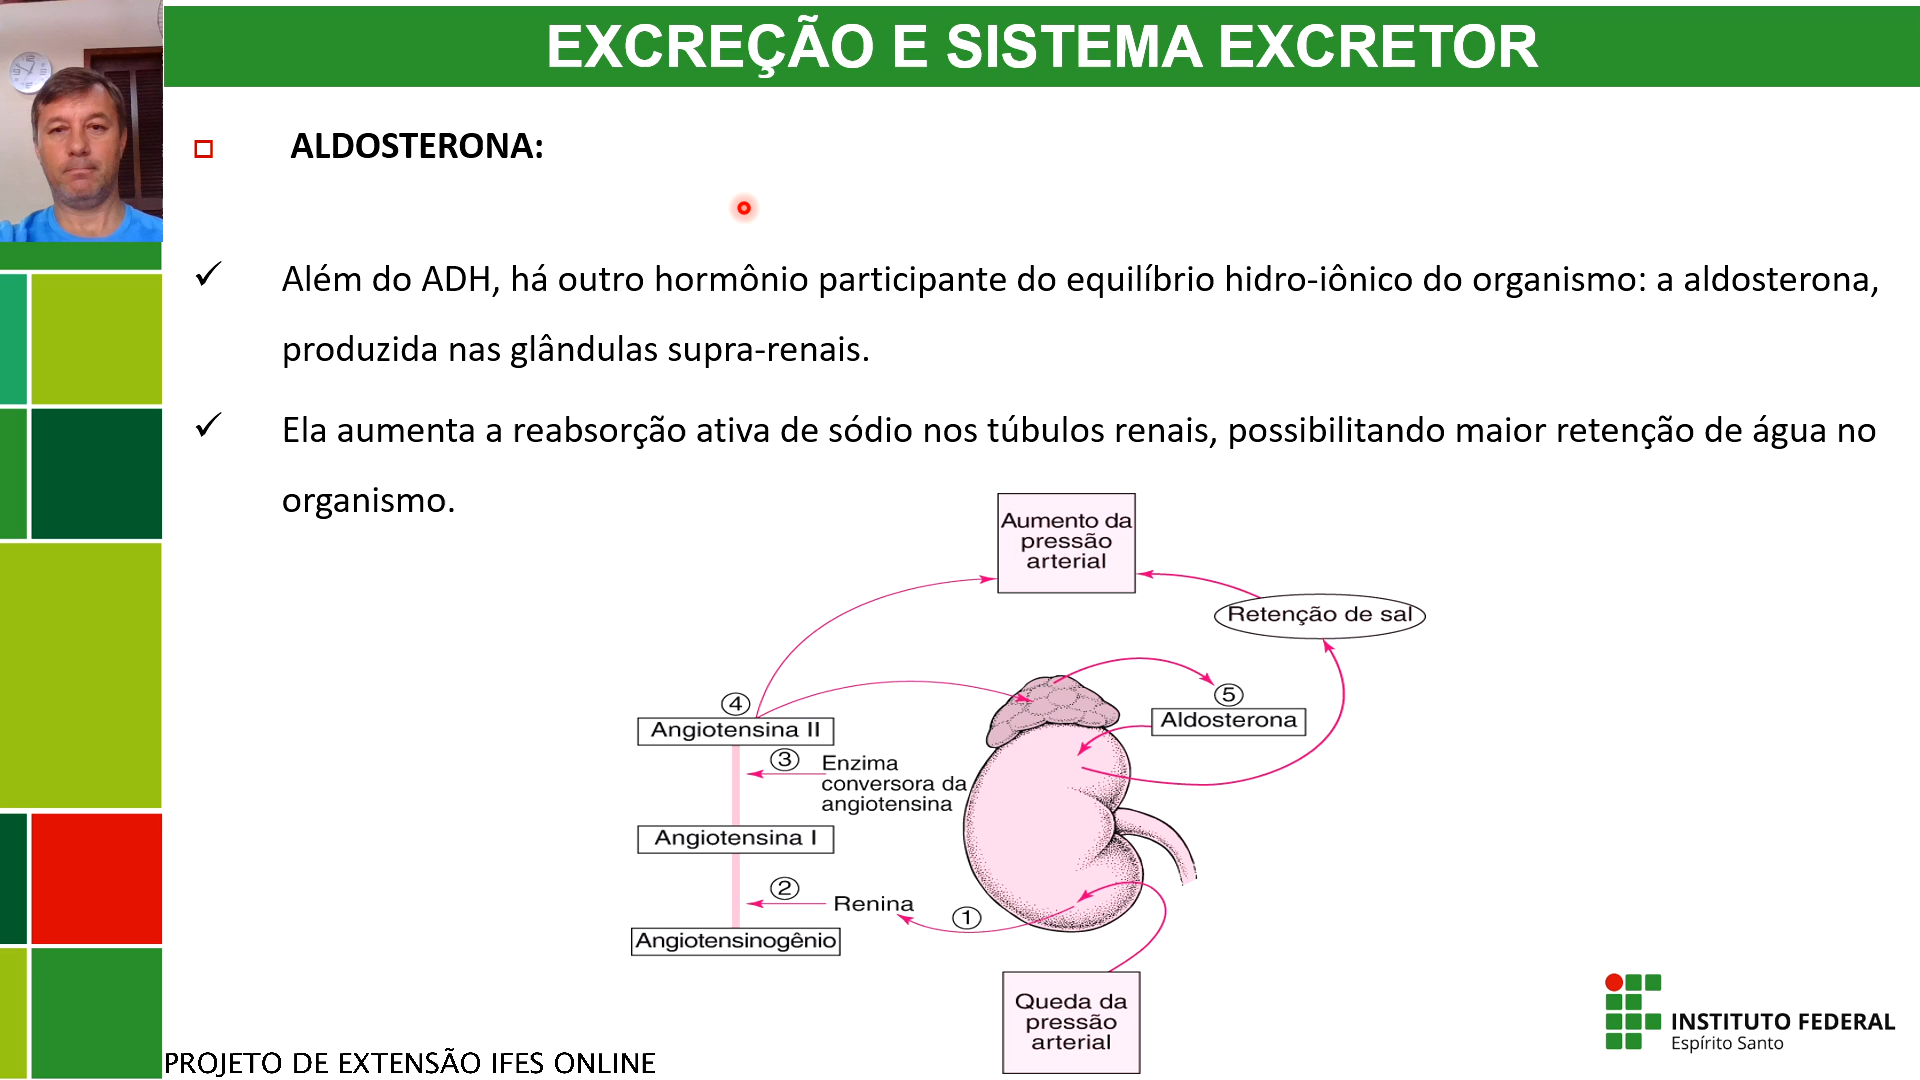 EXCREÇÃO E SISTEMA EXCRETOR
ALDOSTERONA:
Além do ADH, há outro hormônio participante do equilíbrio hidro-iônico do organismo: a aldosterona,
produzida nas glândulas supra-renais.
Ela aumenta a reabsorção ativa de sódio nos túbulos renais, possibilitando maior retenção de água no
organismo.
Aumento da
pressão
arterial
Retenção de sal
5
Aldosterona
4
Angiotensina II
3
Enzima
conversora da
angiotensina
Angiotensina I
2
Renina
1
Angiotensinogênio
Queda da
pressão
arterial
INSTITUTO FEDERAL
Espírito Santo
PROJETO DE EXTENSÃO IFES ONLINE